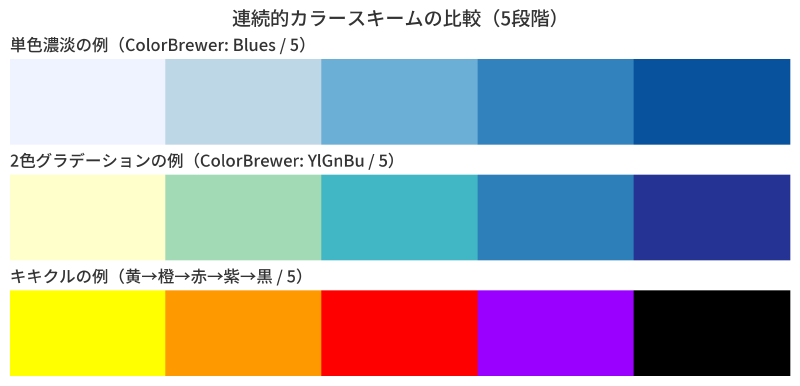 連続的カラースキームの比較（5段階）
単色濃淡の例（ColorBrewer: Blues / 5）
2色グラデーションの例（ColorBrewer: YlGnBu / 5）
キキクルの例（黄→橙→赤→紫→黒 / 5）